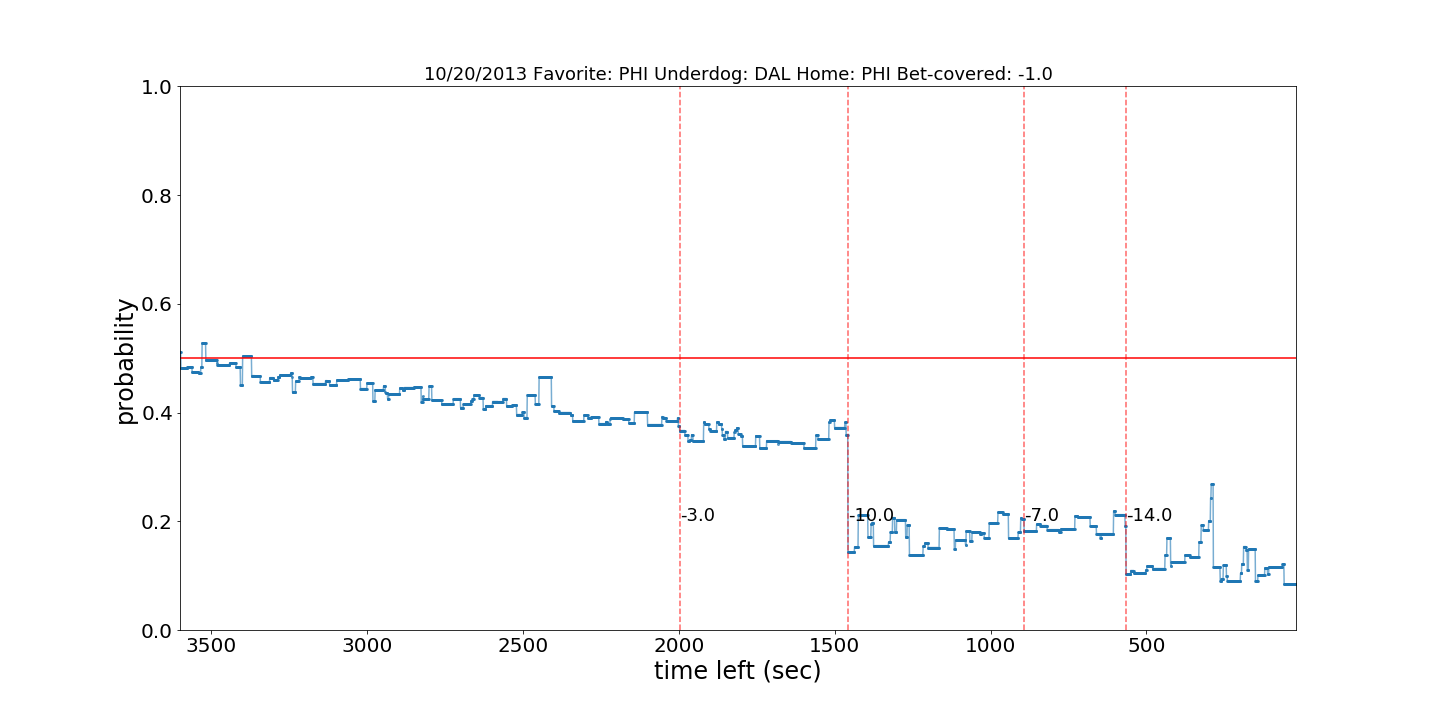 10/20/2013 Favorite: PHI Underdog: DAL Home: PHI Bet-covered: -1.0
1.0
0.8
0.6
0.4
0.2
0.0
probability
-3.0
-10.0
-7.0
-14.0
3500 3000 2500 2000 1500 1000 500
time left (sec)